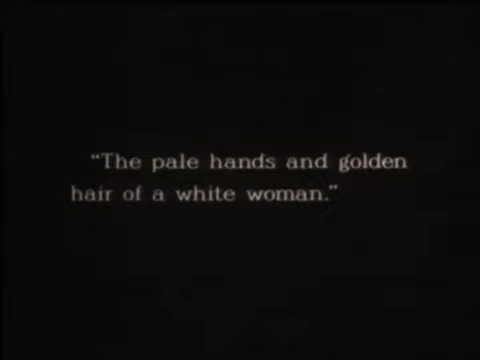 “The pale hands and golden
hair of a white woman.”